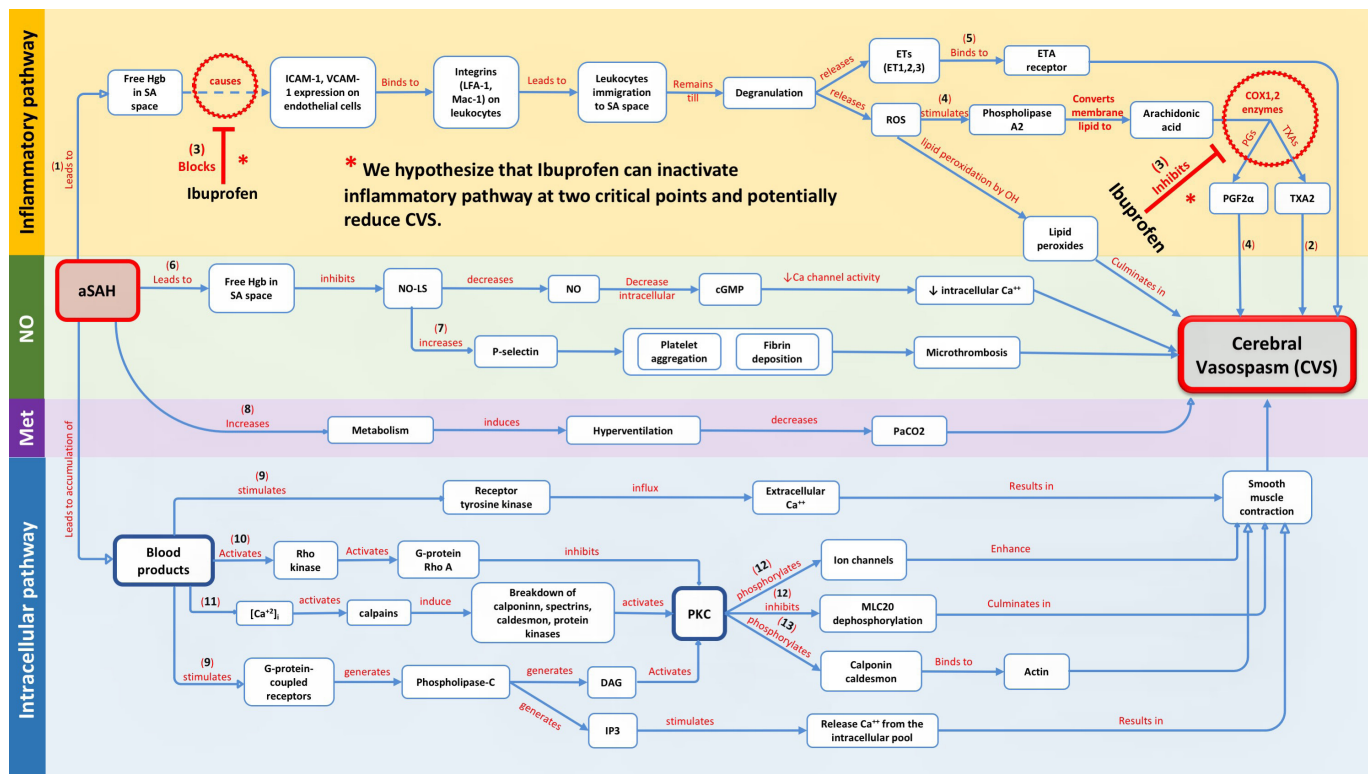 Inflammatory pathway
(1)
Leads to
Free Hgb
in SA
space
causes
(3)
Blocks
*
Ibuprofen
ICAM-1, VCAM-
1 expression on
endothelial cells
Binds to
Integrins
(LFA-1,
Mac-1) on
leukocytes
Leads to
Leukocytes
immigration
to SA space
Remains
till
Degranulation
releases
ETs
(ET1,2,3)
(5)
Binds to
ETA
receptor
releases
ROS
(4)
stimulates
Phospholipase
A2
Converts
membrane
lipid to
Arachidonic
acid
COX1,2
enzymes
PGs
TXAs
(3)
Inhibits
*
Ibuprofen
PGF2α
TXA2
(4)
(2)
lipid peroxidation by OH
Lipid
peroxides
Culminates in
* We hypothesize that Ibuprofen can inactivate
inflammatory pathway at two critical points and potentially
reduce CVS.
NO
aSAH
(6)
Leads to
Free Hgb in
SA space
inhibits
NO-LS
decreases
NO
Decrease
intracellular
cGMP
↓Ca channel activity
↓ intracellular Ca⁺⁺
(7)
increases
P-selectin
Platelet
aggregation
Fibrin
deposition
Microthrombosis
Cerebral
Vasospasm (CVS)
Met
(8)
Increases
Metabolism
induces
Hyperventilation
decreases
PaCO2
Intracellular pathway
Leads to accumulation of
Blood
products
(9)
stimulates
Receptor
tyrosine kinase
influx
Extracellular
Ca⁺⁺
Results in
Smooth
muscle
contraction
(10)
Activates
Rho
kinase
Activates
G-protein
Rho A
inhibits
(11)
[Ca⁺²]ᵢ
activates
calpains
induce
Breakdown of
calponinn, spectrins,
caldesmon, protein
kinases
activates
PKC
(12)
phosphorylates
Ion channels
Enhance
(12)
inhibits
MLC20
dephosphorylation
Culminates in
(13)
phosphorylates
Calponin
caldesmon
Binds to
Actin
(9)
stimulates
G-protein-
coupled
receptors
generates
Phospholipase-C
generates
DAG
Activates
generates
IP3
stimulates
Release Ca⁺⁺ from the
intracellular pool
Results in